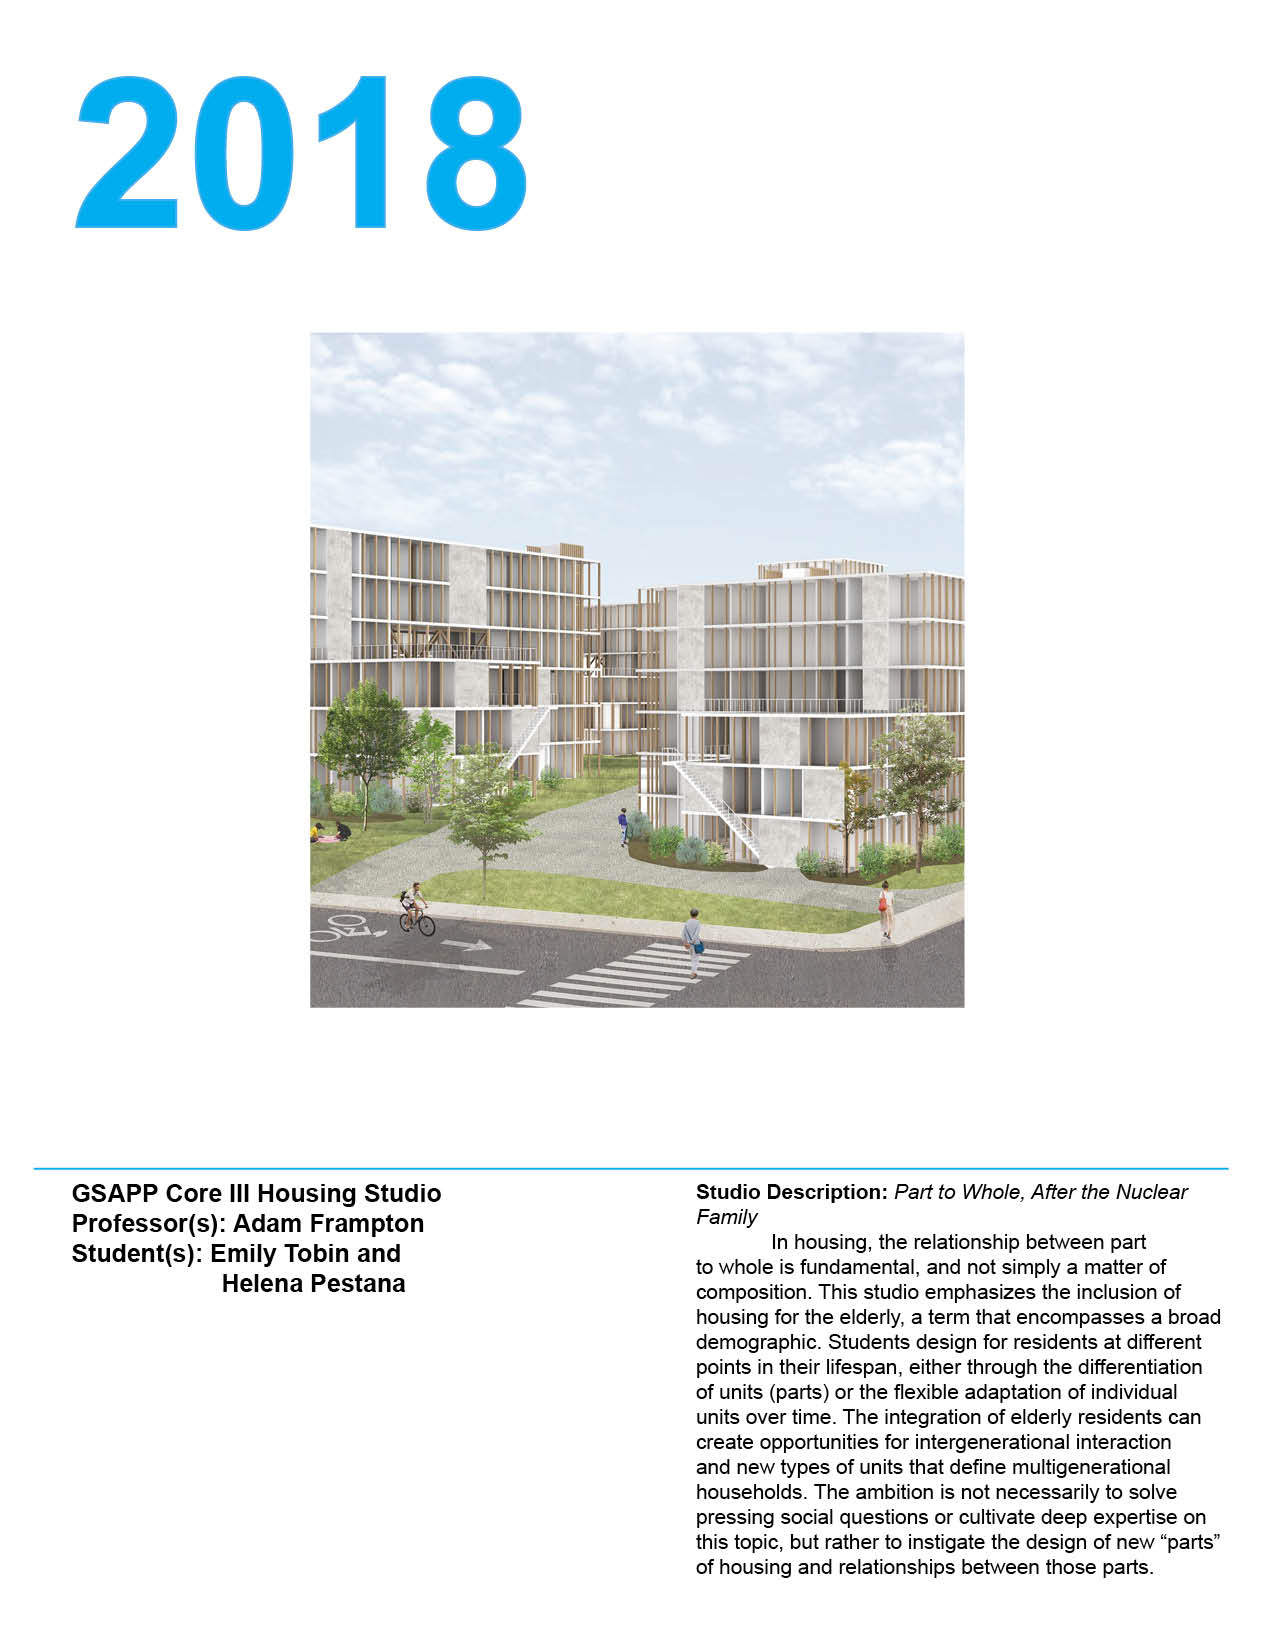 2018
GSAPP Core III Housing Studio
Professor(s): Adam Frampton
Student(s): Emily Tobin and
Helena Pestana
Studio Description: Part to Whole, After the Nuclear
Family
In housing, the relationship between part
to whole is fundamental, and not simply a matter of
composition. This studio emphasizes the inclusion of
housing for the elderly, a term that encompasses a broad
demographic. Students design for residents at different
points in their lifespan, either through the differentiation
of units (parts) or the flexible adaptation of individual
units over time. The integration of elderly residents can
create opportunities for intergenerational interaction
and new types of units that define multigenerational
households. The ambition is not necessarily to solve
pressing social questions or cultivate deep expertise on
this topic, but rather to instigate the design of new “parts”
of housing and relationships between those parts.